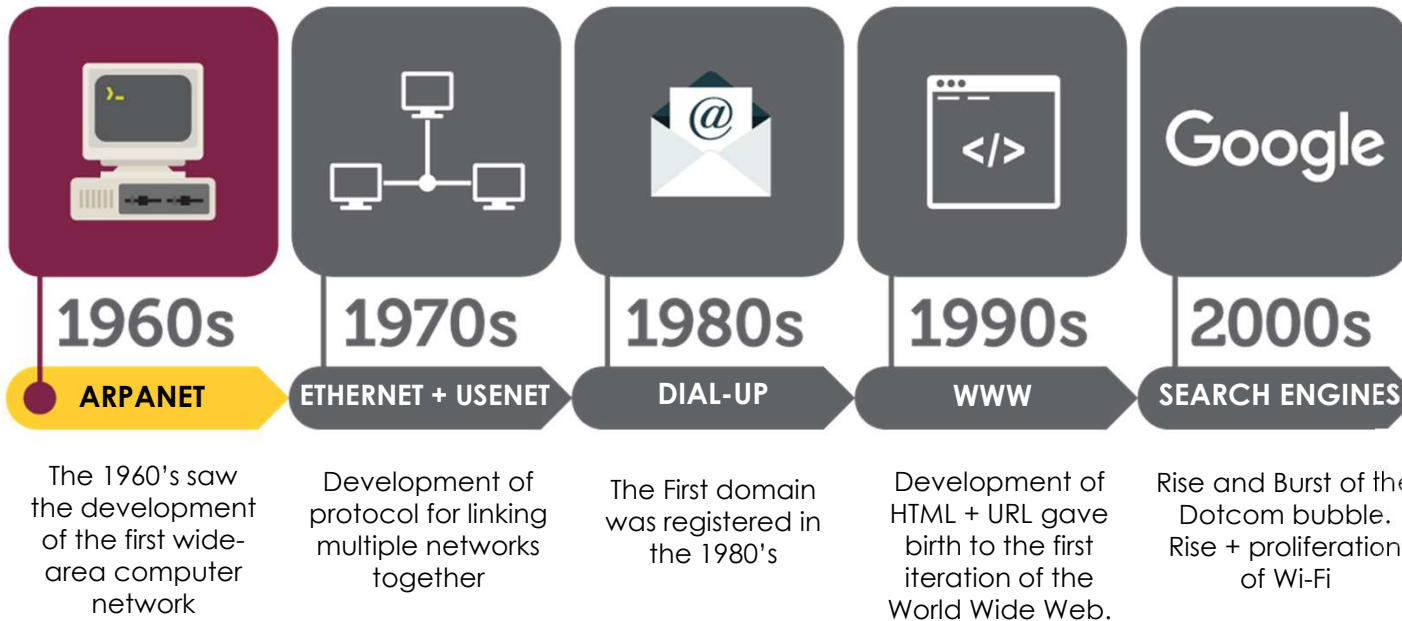 >_
@
</>
Google
1960s
1970s
1980s
1990s
2000s
ARPANET
ETHERNET + USENET
DIAL-UP
WWW
SEARCH ENGINES
The 1960’s saw
the development
of the first wide-
area computer
network
Development of
protocol for linking
multiple networks
together
The First domain
was registered in
the 1980’s
Development of
HTML + URL gave
birth to the first
iteration of the
World Wide Web.
Rise and Burst of the
Dotcom bubble.
Rise + proliferation
of Wi-Fi